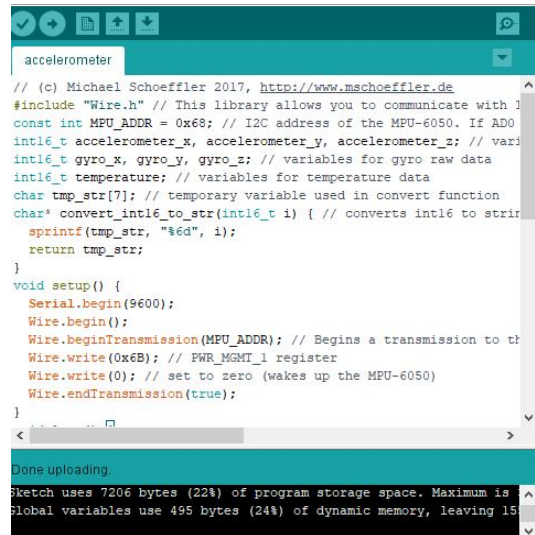 accelerometer
// (c) Michael Schoeffler 2017, http://www.mschoeffler.de
#include "Wire.h" // This library allows you to communicate with
const int MPU_ADDR = 0x68; // I2C address of the MPU-6050. If AD0
int16_t accelerometer_x, accelerometer_y, accelerometer_z; //
int16_t gyro_x, gyro_y, gyro_z; // variables for gyro raw data
int16_t temperature; // variables for temperature data
char tmp_str[7]; // temporary variable used in convert function
char* convert_int16_to_str(int16_t i) { // converts int16 to
sprintf(tmp_str, "%6d", i);
return tmp_str;
}
void setup() {
Serial.begin(9600);
Wire.begin();
Wire.beginTransmission(MPU_ADDR); // Begins a transmission to
Wire.write(0x6B); // PWR_MGMT_1 register
Wire.write(0); // set to zero (wakes up the MPU-6050)
Wire.endTransmission(true);
}
Done uploading.
Sketch uses 7206 bytes (22%) of program storage space. Maximum is
Global variables use 495 bytes (24%) of dynamic memory, leaving